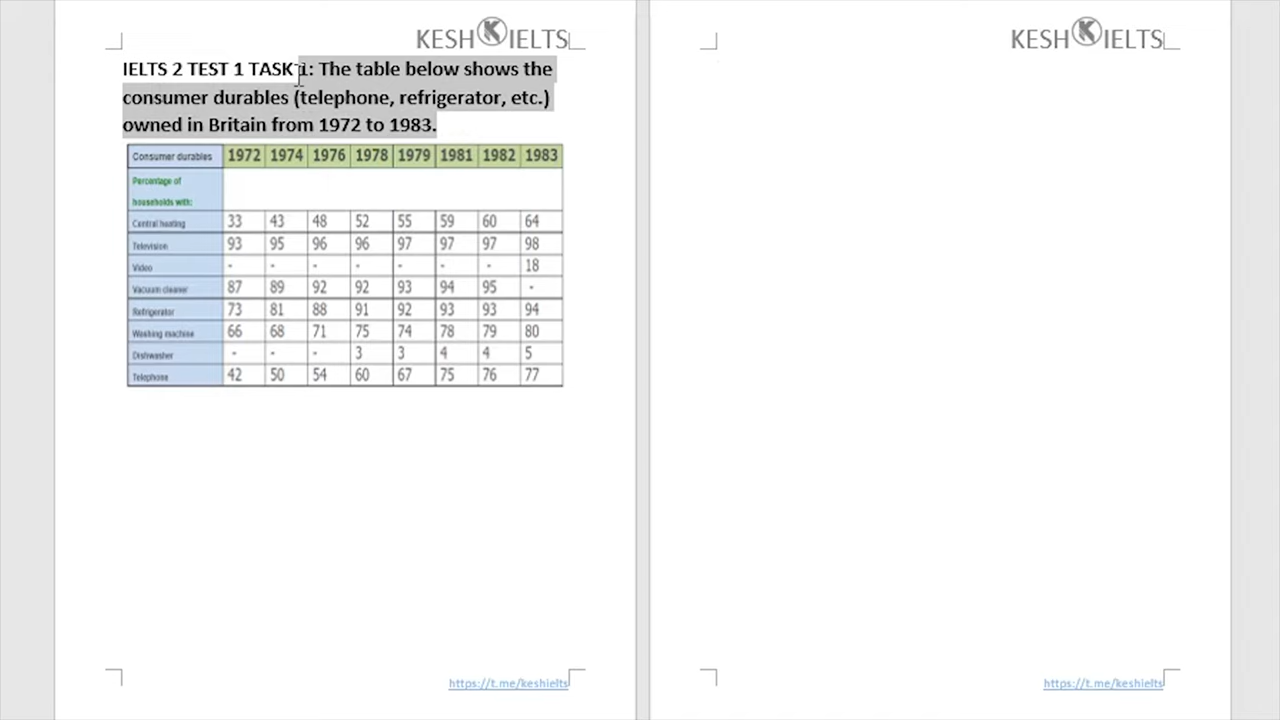 KESH K IELTS
IELTS 2 TEST 1 TASK 1: The table below shows the
consumer durables (telephone, refrigerator, etc.)
owned in Britain from 1972 to 1983.
Consumer durables 1972 1974 1976 1978 1979 1981 1982 1983
Percentage of
households with:
Central heating 33 43 48 52 55 59 60 64
Television 93 95 96 96 97 97 97 98
Video - - - - - - - 18
Vacuum cleaner 87 89 92 92 93 94 95 -
Refrigerator 73 81 88 91 92 93 93 94
Washing machine 66 68 71 75 74 78 79 80
Dishwasher - - - 3 3 4 4 5
Telephone 42 50 54 60 67 75 76 77
https://t.me/keshielts
KESH K IELTS
https://t.me/keshielts